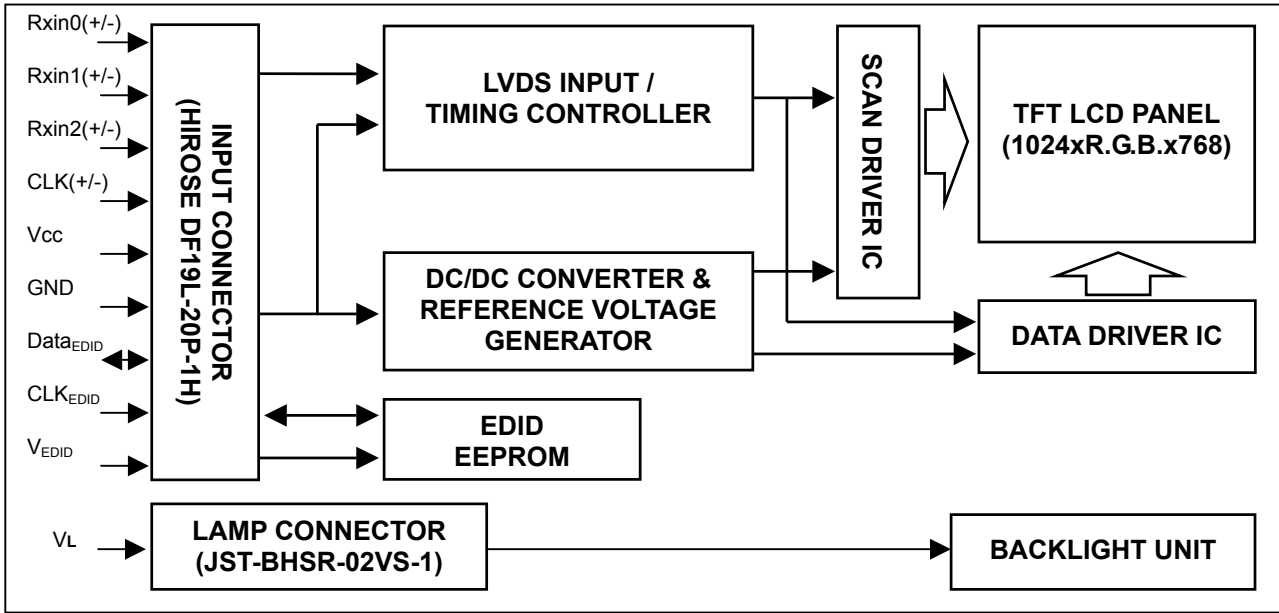 Rxin0(+/-)
Rxin1(+/-)
Rxin2(+/-)
CLK(+/-)
Vcc
GND
DataEDID
CLKEDID
VEDID
INPUT CONNECTOR
(HIROSE DF19L-20P-1H)
LVDS INPUT /
TIMING CONTROLLER
DC/DC CONVERTER &
REFERENCE VOLTAGE
GENERATOR
EDID
EEPROM
SCAN DRIVER IC
TFT LCD PANEL
(1024xR.G.B.x768)
DATA DRIVER IC
VL
LAMP CONNECTOR
(JST-BHSR-02VS-1)
BACKLIGHT UNIT